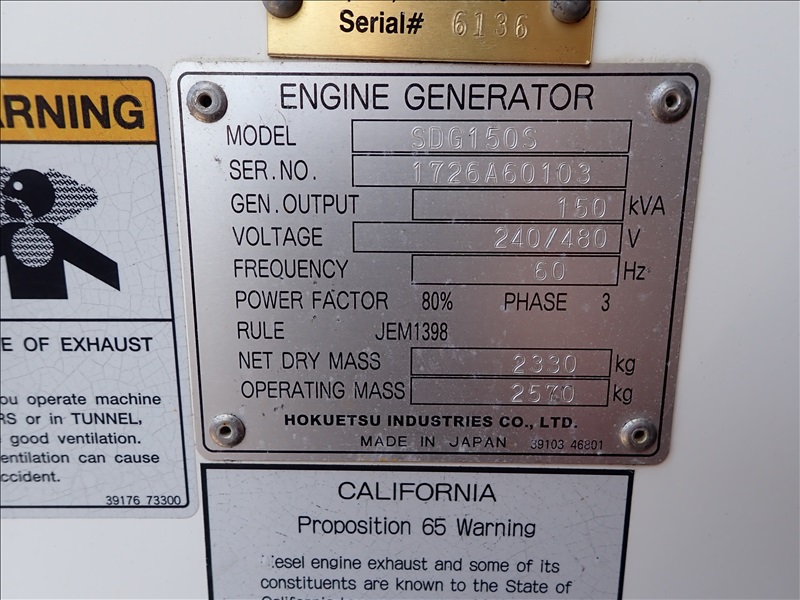 Serial# 6136
RNING
E OF EXHAUST
ou operate machine
RS or in TUNNEL,
good ventilation.
entilation can cause
ccident.
39176 73300
ENGINE GENERATOR
MODEL SDG150S
SER.NO. 1726A60103
GEN.OUTPUT 150 kVA
VOLTAGE 240/480 V
FREQUENCY 60 Hz
POWER FACTOR 80% PHASE 3
RULE JEM1398
NET DRY MASS 2330 kg
OPERATING MASS 2570 kg
HOKUETSU INDUSTRIES CO., LTD.
MADE IN JAPAN 39103 46801
CALIFORNIA
Proposition 65 Warning
esel engine exhaust and some of its
constituents are known to the State of